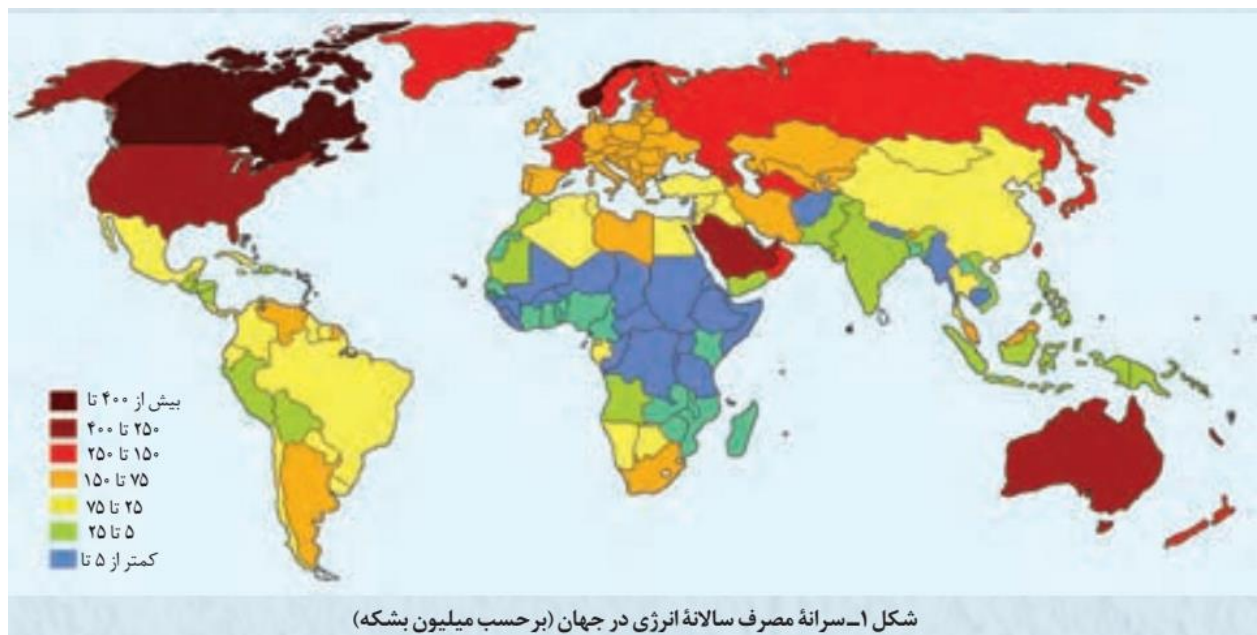 بیش از ۴۰۰ تا
۲۵۰ تا ۴۰۰
۱۵۰ تا ۲۵۰
۷۵ تا ۱۵۰
۲۵ تا ۷۵
۵ تا ۲۵
کمتر از ۵ تا
شکل ۱ـ سرانهٔ مصرف سالانهٔ انرژی در جهان (برحسب میلیون بشکه)